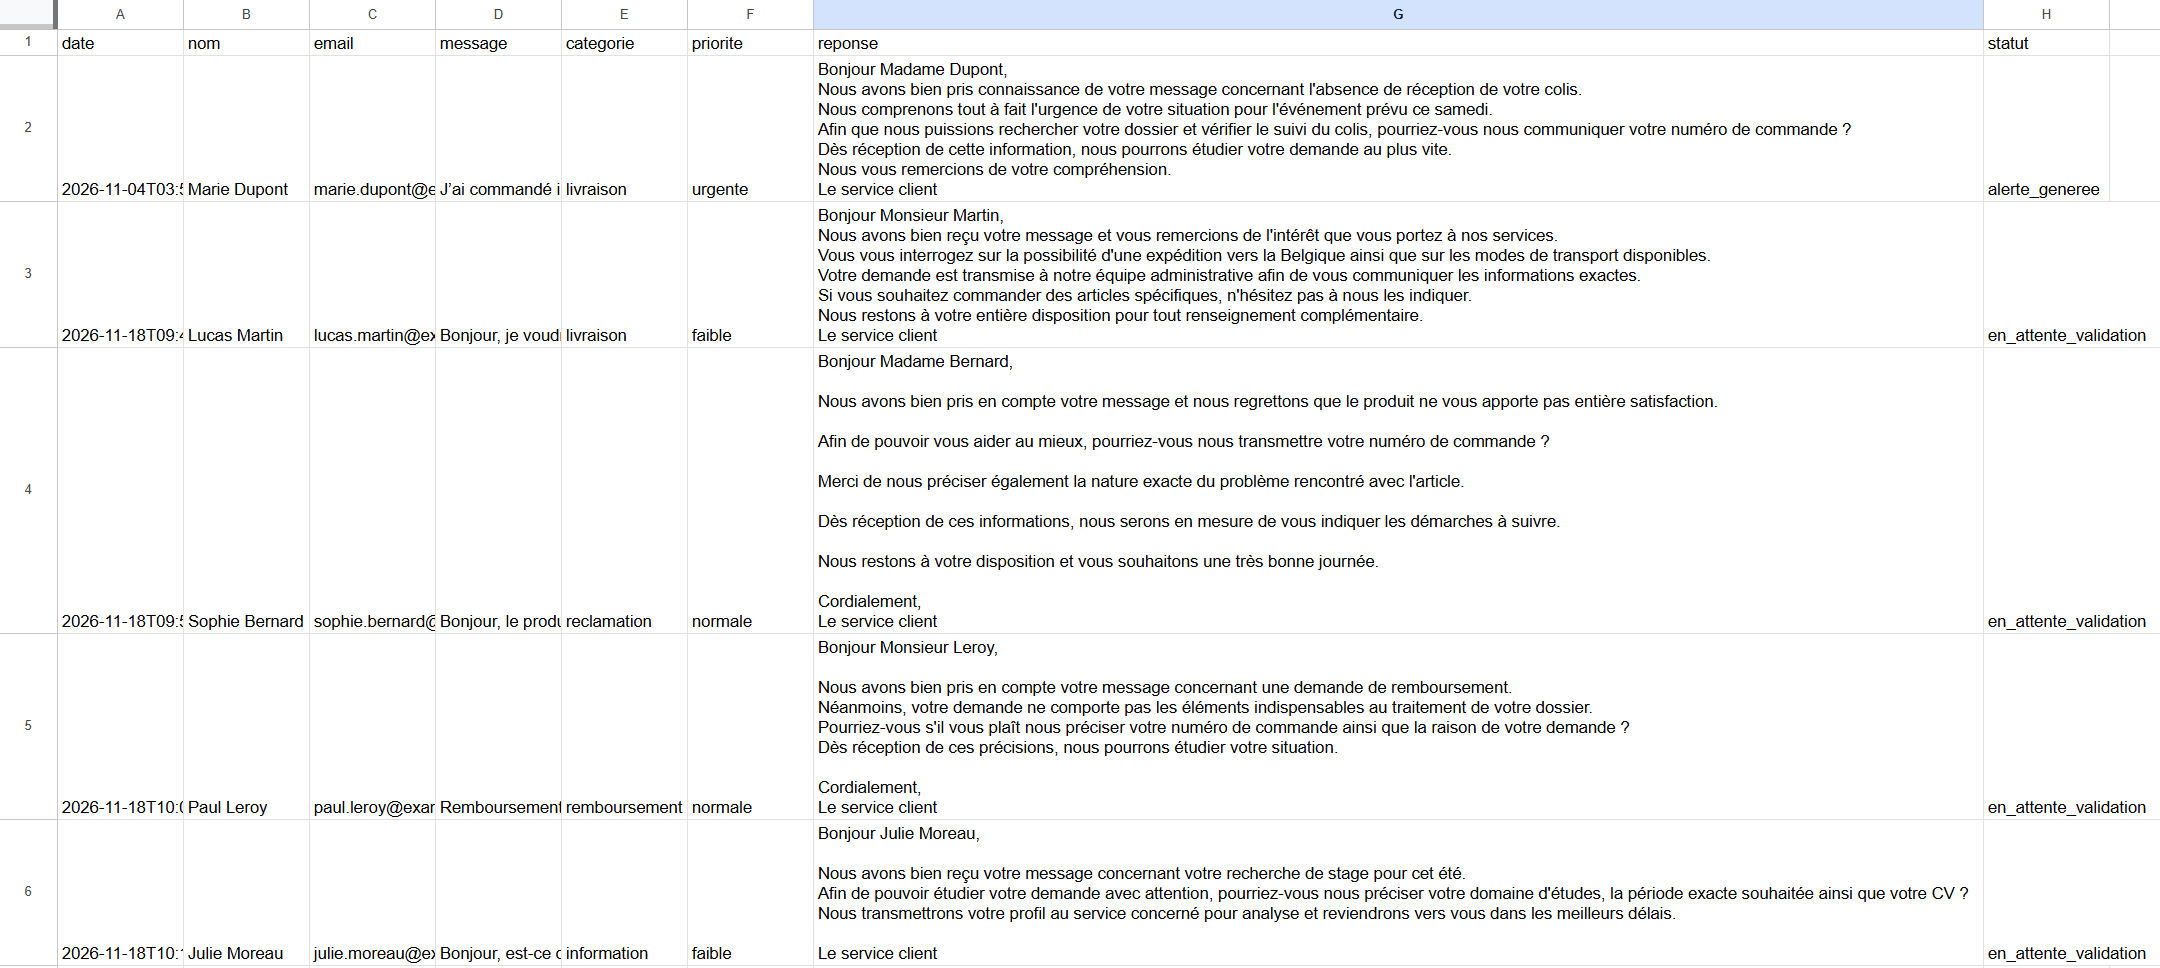 A B C D E F G H
1 date nom email message categorie priorite reponse statut
Bonjour Madame Dupont,
Nous avons bien pris connaissance de votre message concernant l'absence de réception de votre colis.
Nous comprenons tout à fait l'urgence de votre situation pour l'événement prévu ce samedi.
2 Afin que nous puissions rechercher votre dossier et vérifier le suivi du colis, pourriez-vous nous communiquer votre numéro de commande ?
Dès réception de cette information, nous pourrons étudier votre demande au plus vite.
Nous vous remercions de votre compréhension.
2026-11-04T03:5 Marie Dupont marie.dupont@e J'ai commandé i livraison urgente Le service client alerte_generee
Bonjour Monsieur Martin,
Nous avons bien reçu votre message et vous remercions de l'intérêt que vous portez à nos services.
Vous vous interrogez sur la possibilité d'une expédition vers la Belgique ainsi que sur les modes de transport disponibles.
3 Votre demande est transmise à notre équipe administrative afin de vous communiquer les informations exactes.
Si vous souhaitez commander des articles spécifiques, n'hésitez pas à nous les indiquer.
Nous restons à votre entière disposition pour tout renseignement complémentaire.
2026-11-18T09:4 Lucas Martin lucas.martin@ex Bonjour, je voud livraison faible Le service client en_attente_validation
Bonjour Madame Bernard,
Nous avons bien pris en compte votre message et nous regrettons que le produit ne vous apporte pas entière satisfaction.
Afin de pouvoir vous aider au mieux, pourriez-vous nous transmettre votre numéro de commande ?
4 Merci de nous préciser également la nature exacte du problème rencontré avec l'article.
Dès réception de ces informations, nous serons en mesure de vous indiquer les démarches à suivre.
Nous restons à votre disposition et vous souhaitons une très bonne journée.
Cordialement,
2026-11-18T09:5 Sophie Bernard sophie.bernard@ Bonjour, le produ reclamation normale Le service client en_attente_validation
Bonjour Monsieur Leroy,
Nous avons bien pris en compte votre message concernant une demande de remboursement.
Néanmoins, votre demande ne comporte pas les éléments indispensables au traitement de votre dossier.
5 Pourriez-vous s'il vous plaît nous préciser votre numéro de commande ainsi que la raison de votre demande ?
Dès réception de ces précisions, nous pourrons étudier votre situation.
Cordialement,
2026-11-18T10:0 Paul Leroy paul.leroy@exar Remboursement remboursement normale Le service client en_attente_validation
Bonjour Julie Moreau,
Nous avons bien reçu votre message concernant votre recherche de stage pour cet été.
6 Afin de pouvoir étudier votre demande avec attention, pourriez-vous nous préciser votre domaine d'études, la période exacte souhaitée ainsi que votre CV ?
Nous transmettrons votre profil au service concerné pour analyse et reviendrons vers vous dans les meilleurs délais.
2026-11-18T10: Julie Moreau julie.moreau@ex Bonjour, est-ce information faible Le service client en_attente_validation